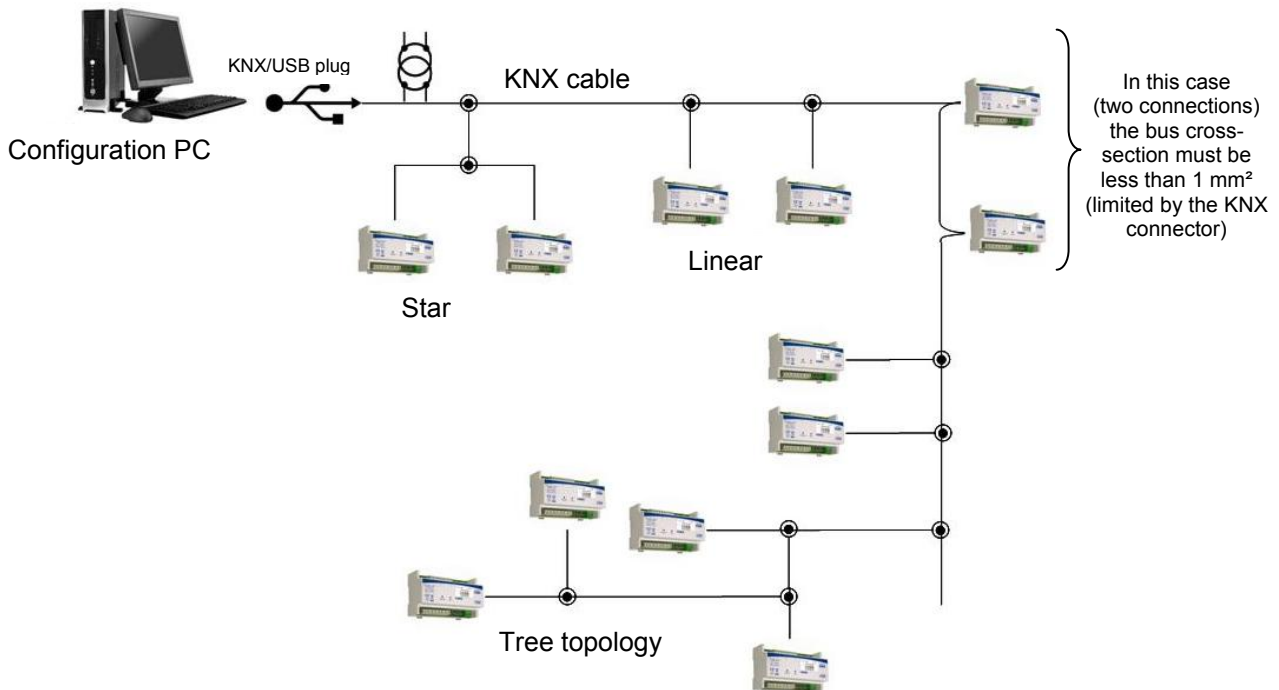 KNX/USB plug
KNX cable
Configuration PC
In this case
(two connections)
the bus cross-
section must be
less than 1 mm²
(limited by the KNX
connector)
Linear
Star
Tree topology